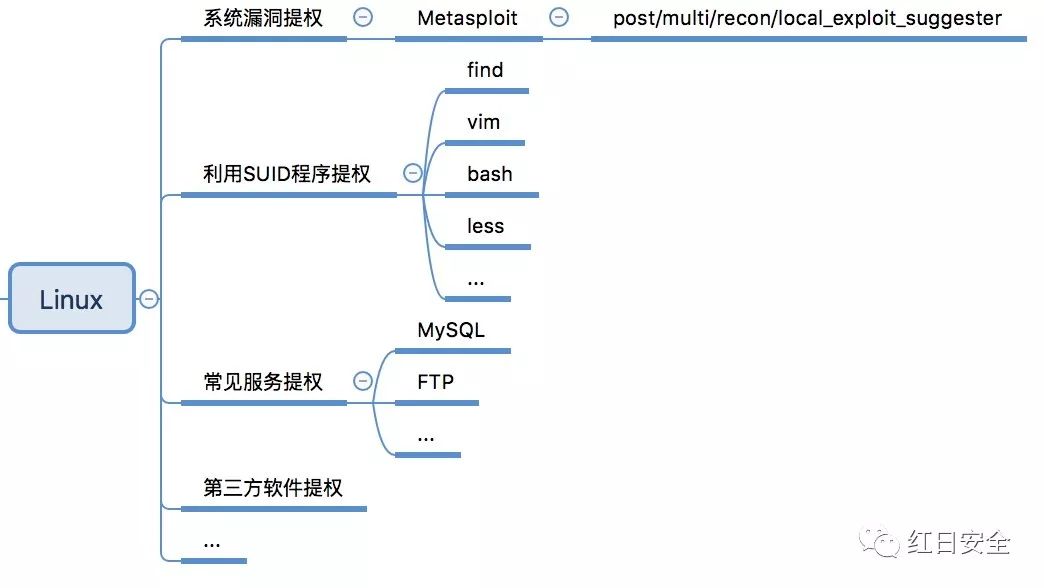 系统漏洞提权
Metasploit
post/multi/recon/local_exploit_suggester
find
vim
利用SUID程序提权
bash
less
...
Linux
MySQL
常见服务提权
FTP
...
第三方软件提权
...
红日安全